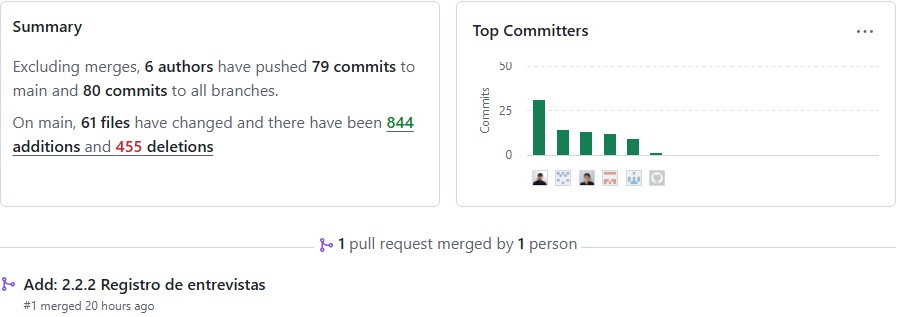 Summary
Excluding merges, 6 authors have pushed 79 commits to
main and 80 commits to all branches.
On main, 61 files have changed and there have been 844
additions and 455 deletions
Top Committers
...
50
25
0
Commits
1 pull request merged by 1 person
Add: 2.2.2 Registro de entrevistas
#1 merged 20 hours ago